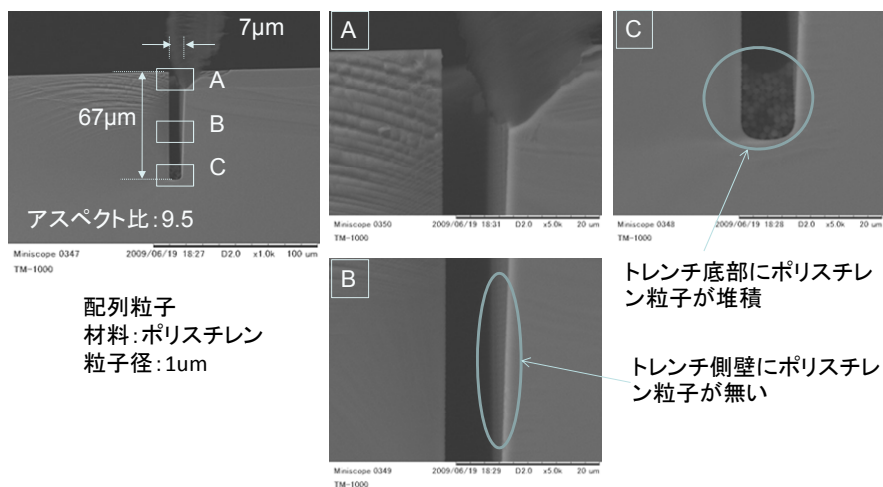 7μm
A
67μm
B
C
アスペクト比：9.5
Miniscope 0347
2009/06/19 18:27 D2.0 x1.0k 100 um
TM-1000
A
Miniscope 0350
2009/06/19 18:31 D2.0 x5.0k 20 um
TM-1000
C
Miniscope 0348
2009/06/19 18:28 D2.0 x5.0k 20 um
TM-1000
トレンチ底部にポリスチレ
ン粒子が堆積
配列粒子
材料：ポリスチレン
粒子径：1um
B
Miniscope 0349
2009/06/19 18:29 D2.0 x5.0k 20 um
TM-1000
トレンチ側壁にポリスチレ
ン粒子が無い